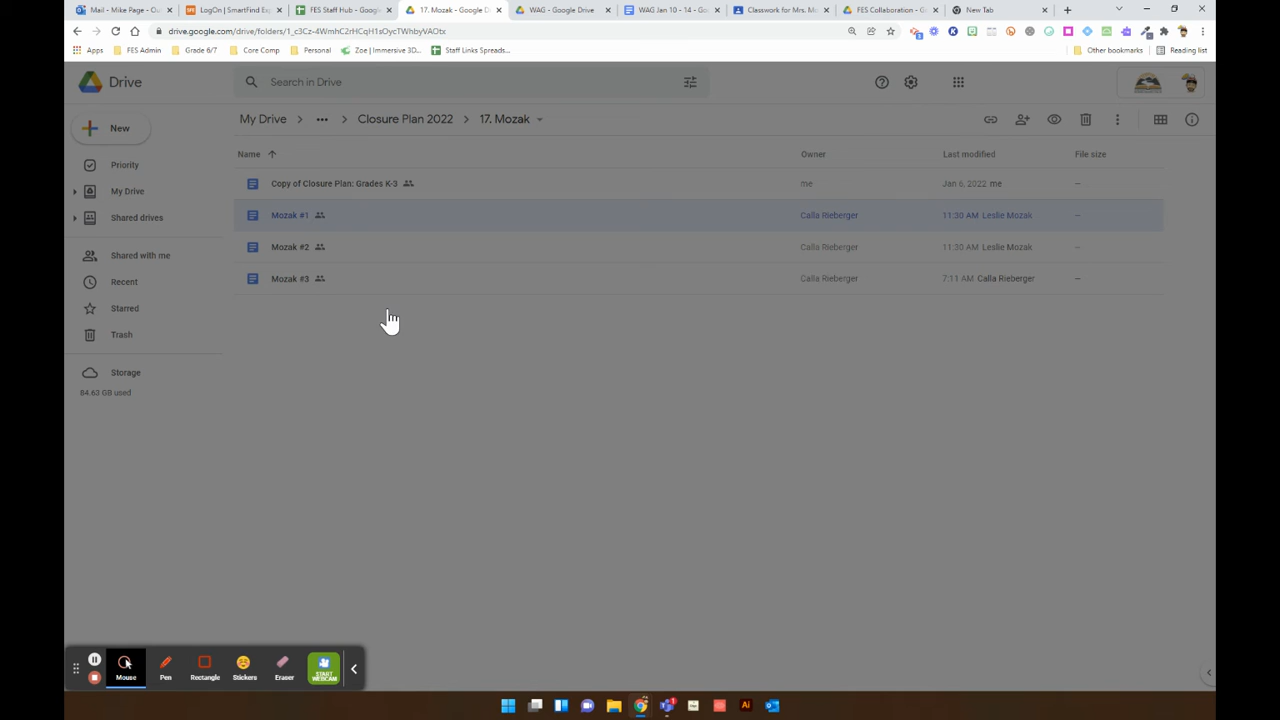 Mail - Mike Page - Ou
LogOn | SmartFind Ex
FES Staff Hub - Google
17. Mozak - Google D
WAG - Google Drive
WAG Jan 10 - 14 - Go
Classwork for Mrs. M
FES Collaboration - G
New Tab
drive.google.com/drive/folders/1_c3Cz-4WmhC2rHCqH1sOycTWhbyVAOtx
Apps
FES Admin
Grade 6/7
Core Comp
Personal
Zoe | Immersive 3D...
Staff Links Spreads...
Other bookmarks
Reading list
Drive
Search in Drive
New
My Drive
Closure Plan 2022
17. Mozak
Name
Owner
Last modified
File size
Priority
My Drive
Shared drives
Shared with me
Recent
Starred
Trash
Storage
84.63 GB used
Copy of Closure Plan: Grades K-3 me Jan 6, 2022 me –
Mozak #1 Calla Rieberger 11:30 AM Leslie Mozak –
Mozak #2 Calla Rieberger 11:30 AM Leslie Mozak –
Mozak #3 Calla Rieberger 7:11 AM Calla Rieberger –
Mouse
Pen
Rectangle
Stickers
Eraser
START
WEBCAM
Ai